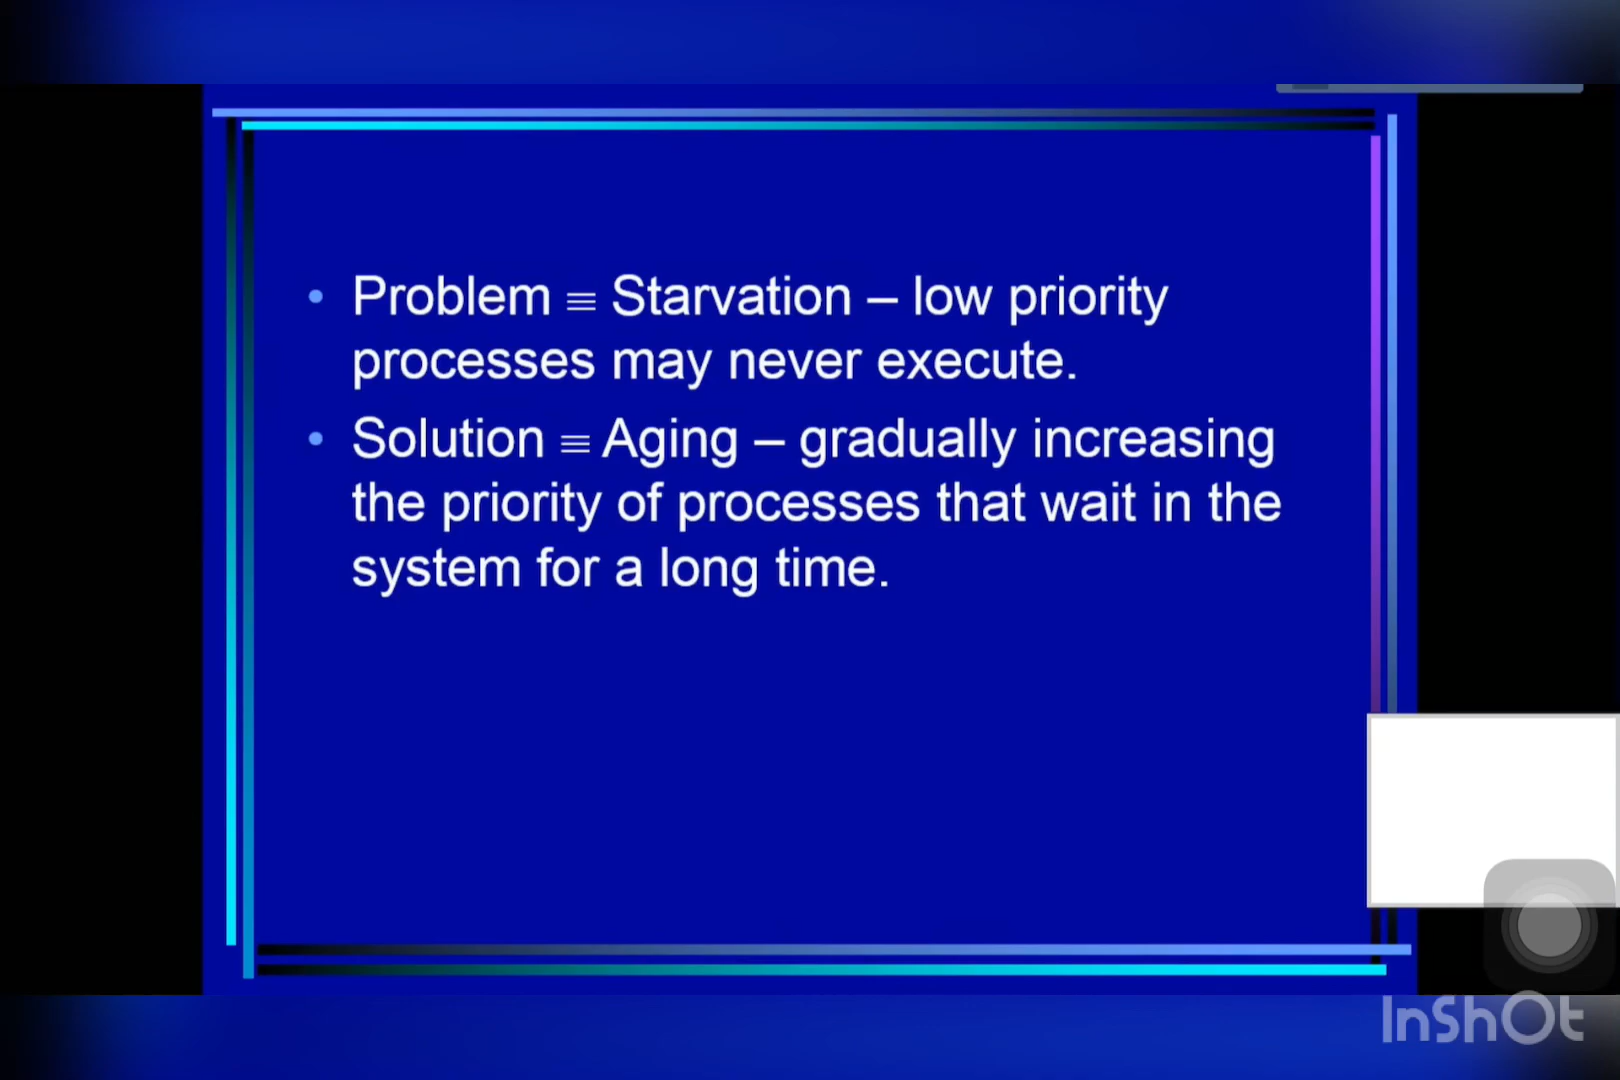 • Problem ≡ Starvation – low priority
processes may never execute.
• Solution ≡ Aging – gradually increasing
the priority of processes that wait in the
system for a long time.
InShOt